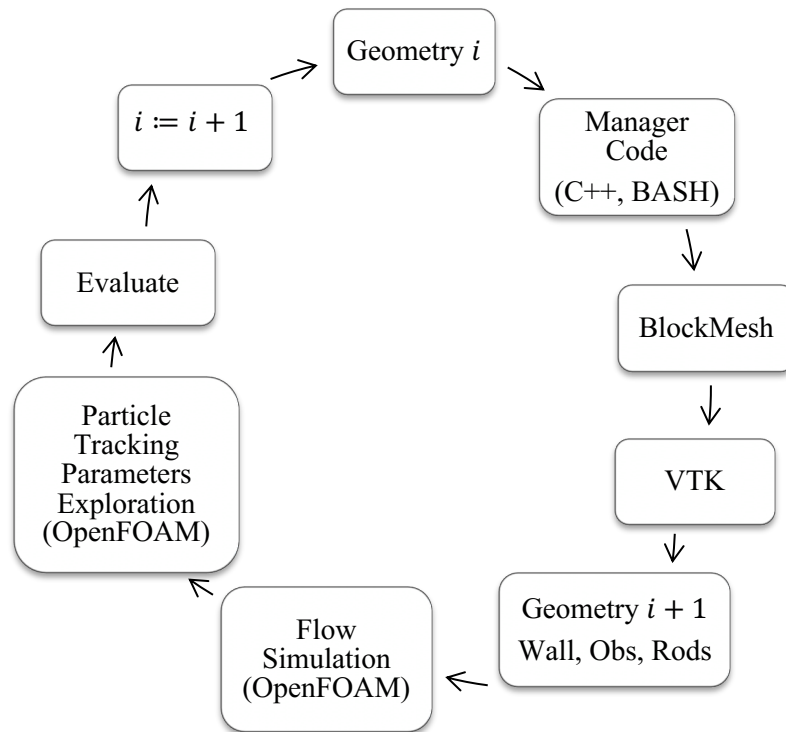 Geometry 𝑖
Manager
Code
(C++, BASH)
BlockMesh
VTK
Geometry 𝑖 + 1
Wall, Obs, Rods
Flow
Simulation
(OpenFOAM)
Particle
Tracking
Parameters
Exploration
(OpenFOAM)
Evaluate
𝑖 ≔ 𝑖 + 1